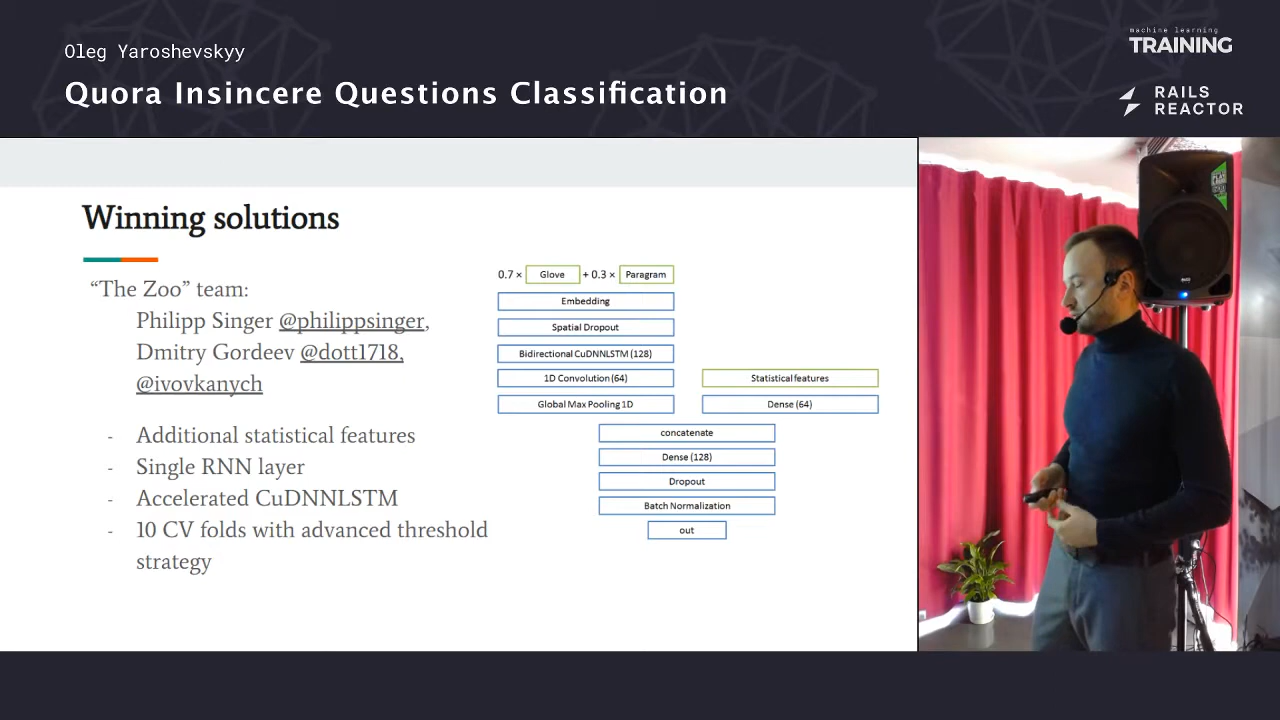 Oleg Yaroshevskyy
Quora Insincere Questions Classification
machine learning
TRAINING
RAILS
REACTOR
Winning solutions
“The Zoo” team:
Philipp Singer @philippsinger,
Dmitry Gordeev @dott1718,
@ivovkanych
- Additional statistical features
- Single RNN layer
- Accelerated CuDNNLSTM
- 10 CV folds with advanced threshold
strategy
0.7 × Glove + 0.3 × Paragram
Embedding
Spatial Dropout
Bidirectional CuDNNLSTM (128)
1D Convolution (64)
Global Max Pooling 1D
Statistical features
Dense (64)
concatenate
Dense (128)
Dropout
Batch Normalization
out